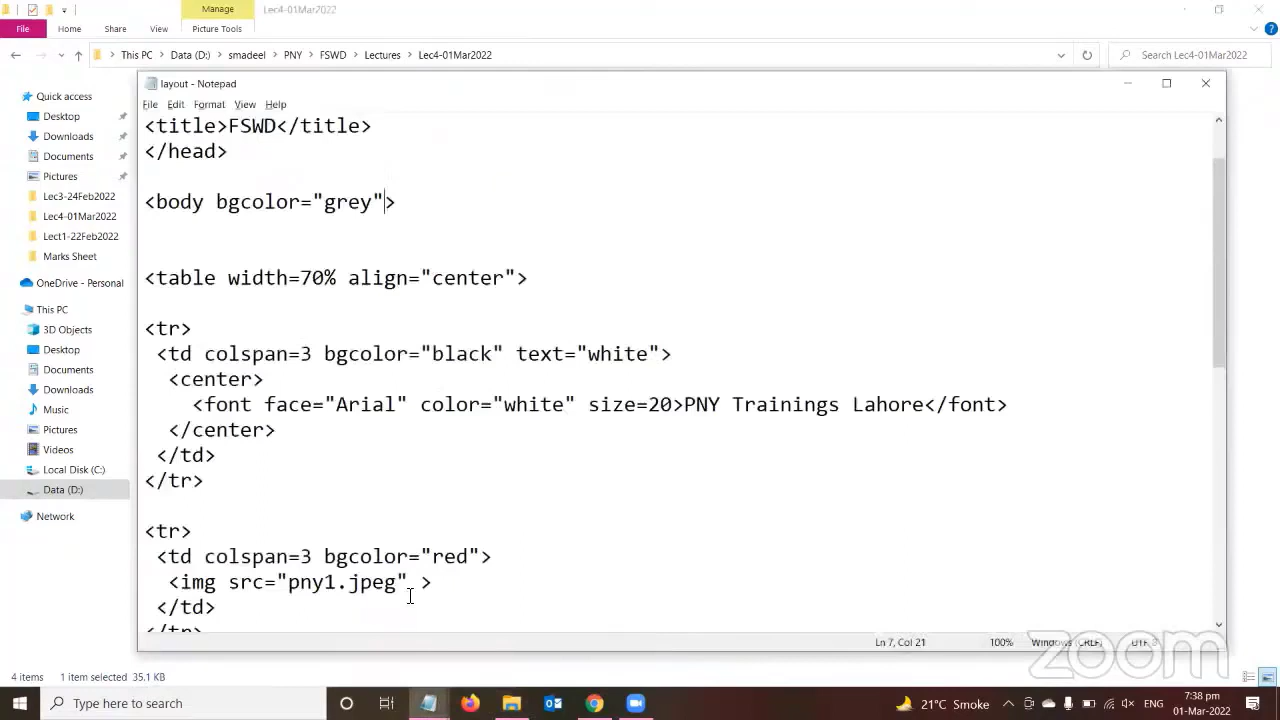 Manage
Lec4-01Mar2022
File
Home
Share
View
Picture Tools
This PC
Data (D:)
smadeel
PNY
FSWD
Lectures
Lec4-01Mar2022
Search Lec4-01Mar2022
layout - Notepad
File Edit Format View Help
<title>FSWD</title>
</head>
<body bgcolor="grey">
<table width=70% align="center">
<tr>
<td colspan=3 bgcolor="black" text="white">
<center>
<font face="Arial" color="white" size=20>PNY Trainings Lahore</font>
</center>
</td>
</tr>
<tr>
<td colspan=3 bgcolor="red">
<img src="pny1.jpeg" >
</td>
</tr>
Ln 7, Col 21
100%
Windows (CRLF)
UTF-8
Quick access
Desktop
Downloads
Documents
Pictures
Lec3-24Feb2022
Lec4-01Mar2022
Lect1-22Feb2022
Marks Sheet
OneDrive - Personal
This PC
3D Objects
Desktop
Documents
Downloads
Music
Pictures
Videos
Local Disk (C:)
Data (D:)
Network
4 items
1 item selected 35.1 KB
zoom
Type here to search
21°C Smoke
ENG
7:38 pm
01-Mar-2022